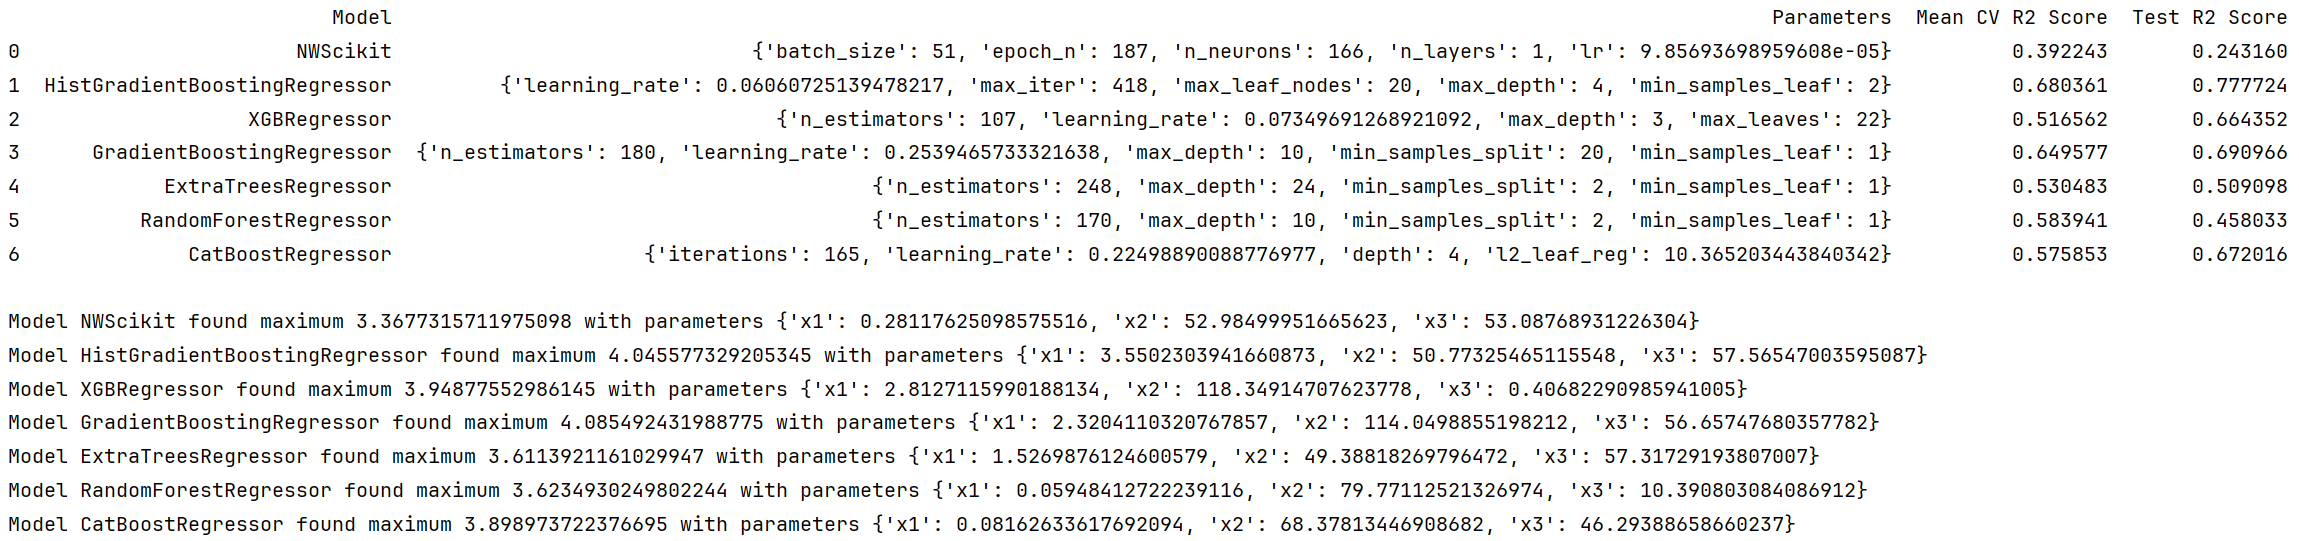 Model Parameters Mean CV R2 Score Test R2 Score
0 NWScikit {'batch_size': 51, 'epoch_n': 187, 'n_neurons': 166, 'n_layers': 1, 'lr': 9.85693698959608e-05} 0.392243 0.243160
1 HistGradientBoostingRegressor {'learning_rate': 0.06060725139478217, 'max_iter': 418, 'max_leaf_nodes': 20, 'max_depth': 4, 'min_samples_leaf': 2} 0.680361 0.777724
2 XGBRegressor {'n_estimators': 107, 'learning_rate': 0.07349691268921092, 'max_depth': 3, 'max_leaves': 22} 0.516562 0.664352
3 GradientBoostingRegressor {'n_estimators': 180, 'learning_rate': 0.2539465733321638, 'max_depth': 10, 'min_samples_split': 20, 'min_samples_leaf': 1} 0.649577 0.690966
4 ExtraTreesRegressor {'n_estimators': 248, 'max_depth': 24, 'min_samples_split': 2, 'min_samples_leaf': 1} 0.530483 0.509098
5 RandomForestRegressor {'n_estimators': 170, 'max_depth': 10, 'min_samples_split': 2, 'min_samples_leaf': 1} 0.583941 0.458033
6 CatBoostRegressor {'iterations': 165, 'learning_rate': 0.22498890088776977, 'depth': 4, 'l2_leaf_reg': 10.365203443840342} 0.575853 0.672016
Model NWScikit found maximum 3.3677315711975098 with parameters {'x1': 0.28117625098575516, 'x2': 52.98499951665623, 'x3': 53.08768931226304}
Model HistGradientBoostingRegressor found maximum 4.045577329205345 with parameters {'x1': 3.5502303941660873, 'x2': 50.77325465115548, 'x3': 57.56547003595087}
Model XGBRegressor found maximum 3.94877552986145 with parameters {'x1': 2.8127115990188134, 'x2': 118.34914707623778, 'x3': 0.40682290985941005}
Model GradientBoostingRegressor found maximum 4.085492431988775 with parameters {'x1': 2.3204110320767857, 'x2': 114.0498855198212, 'x3': 56.65747680357782}
Model ExtraTreesRegressor found maximum 3.6113921161029947 with parameters {'x1': 1.5269876124600579, 'x2': 49.38818269796472, 'x3': 57.31729193807007}
Model RandomForestRegressor found maximum 3.6234930249802244 with parameters {'x1': 0.05948412722239116, 'x2': 79.77112521326974, 'x3': 10.390803084086912}
Model CatBoostRegressor found maximum 3.898973722376695 with parameters {'x1': 0.08162633617692094, 'x2': 68.37813446908682, 'x3': 46.29388658660237}